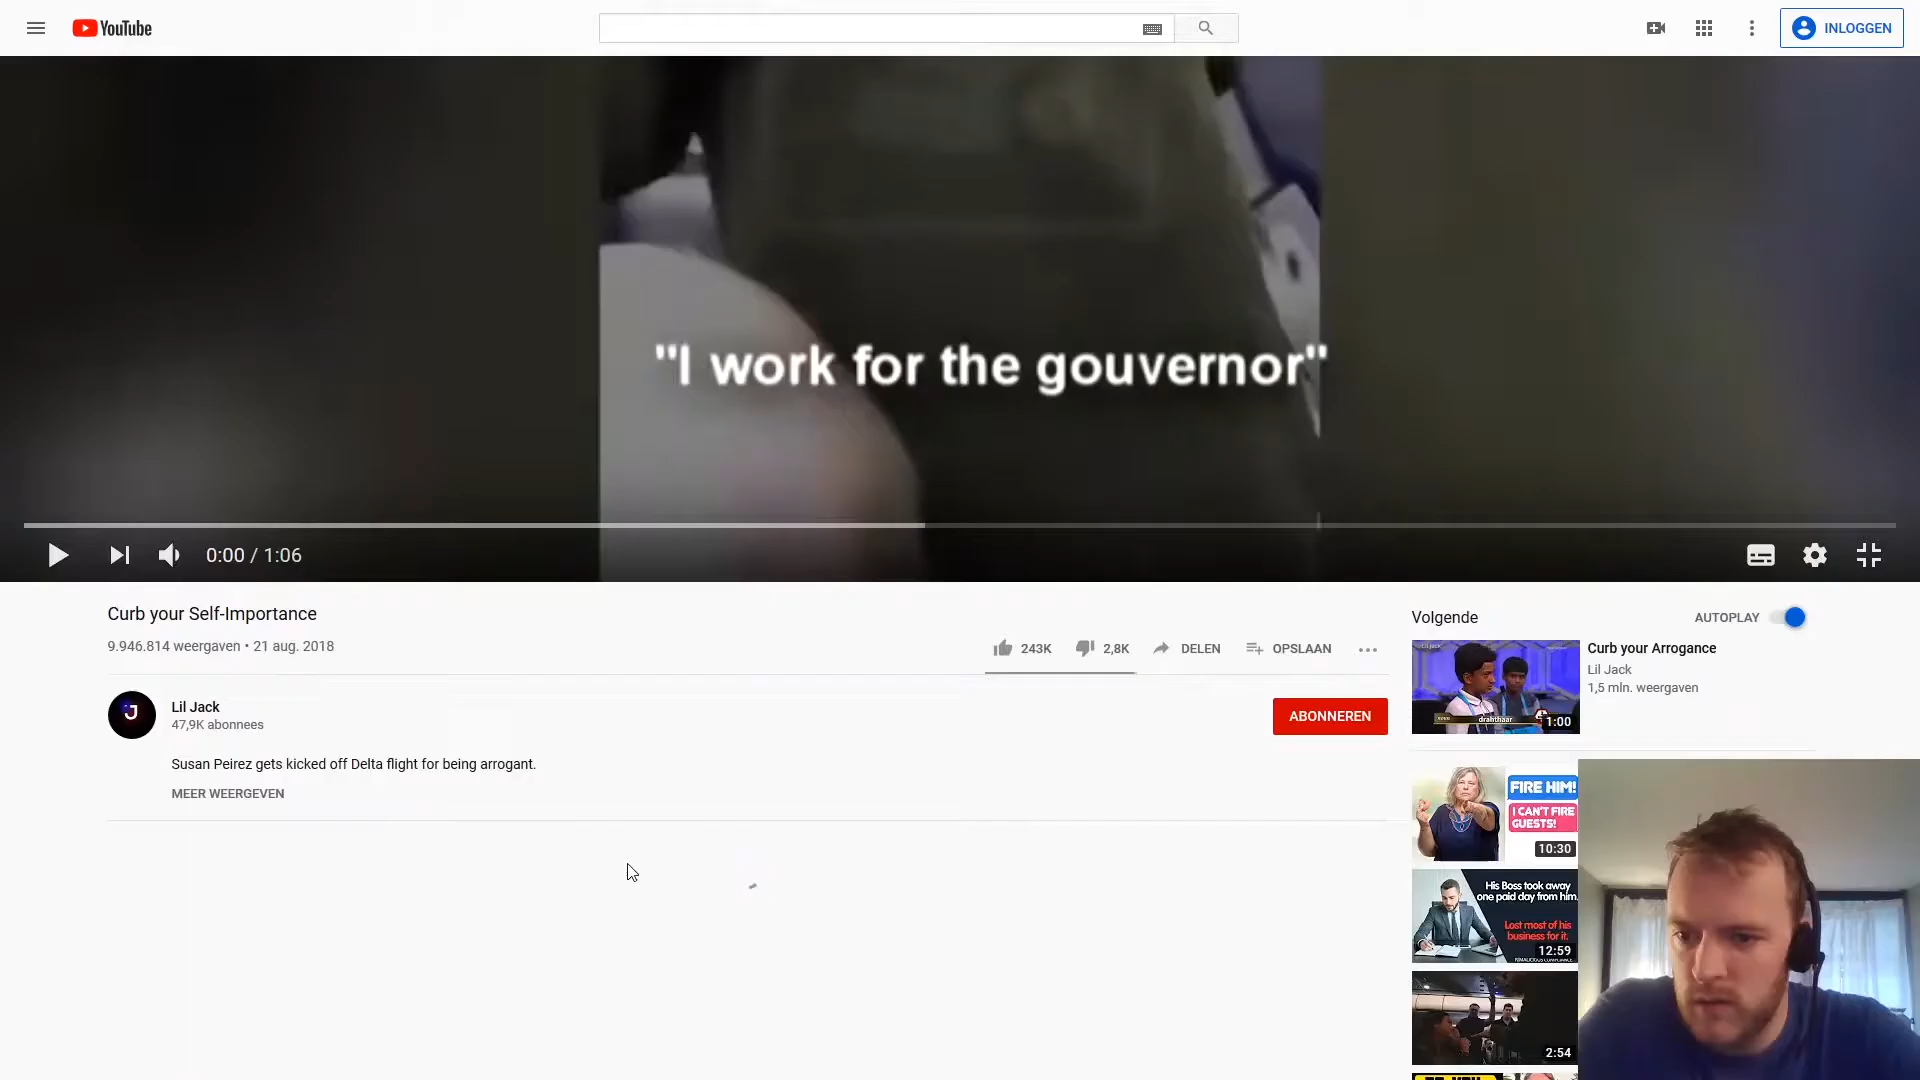 YouTube
INLOGGEN
"I work for the gouvernor"
0:00 / 1:06
Curb your Self-Importance
9.946.814 weergaven • 21 aug. 2018
243K
2,8K
DELEN
OPSLAAN
Lil Jack
47,9K abonnees
ABONNEREN
Susan Peirez gets kicked off Delta flight for being arrogant.
MEER WEERGEVEN
Volgende
AUTOPLAY
drahthaar
1:00
Curb your Arrogance
Lil Jack
1,5 mln. weergaven
FIRE HIM!
I CAN'T FIRE
GUESTS!
10:30
His Boss took away
one paid day from him.
Lost most of his
business for it.
12:59
2:54